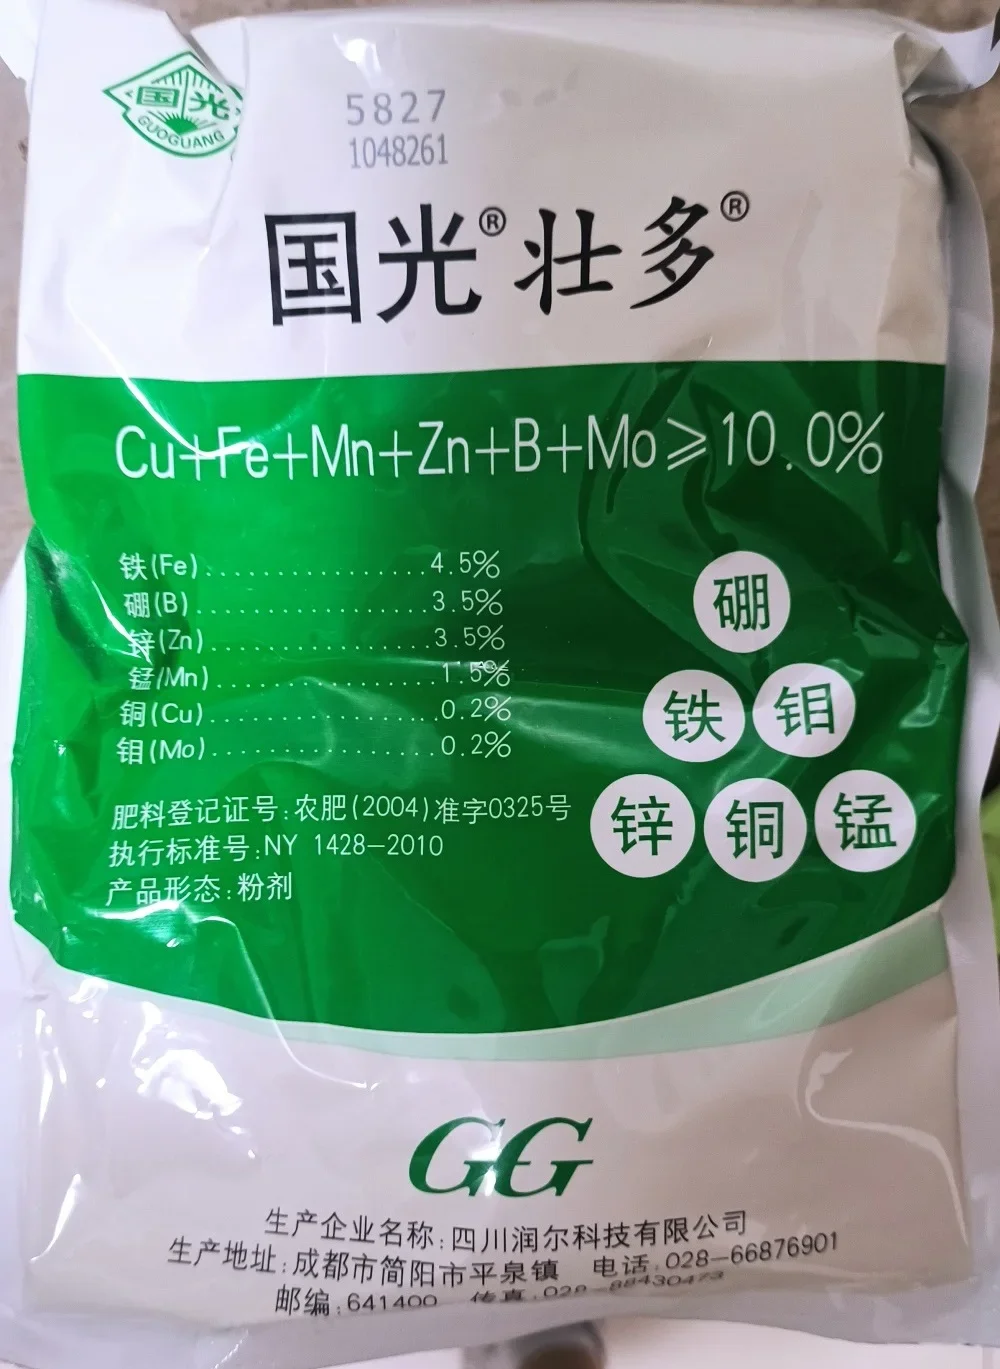 国光
GUOGUANG
5827
1048261
国光®壮多®
Cu+Fe+Mn+Zn+B+Mo≥10.0%
铁(Fe)......................4.5%
硼(B)......................3.5%
锌(Zn)......................3.5%
锰(Mn)......................1.5%
铜(Cu)......................0.2%
钼(Mo)......................0.2%
硼
铁 钼
锌 铜 锰
肥料登记证号:农肥(2004)准字0325号
执行标准号:NY 1428—2010
产品形态:粉剂
GG
生产企业名称:四川润尔科技有限公司
生产地址:成都市简阳市平泉镇 电话:028—66876901
邮编:641400 传真:028—88430473